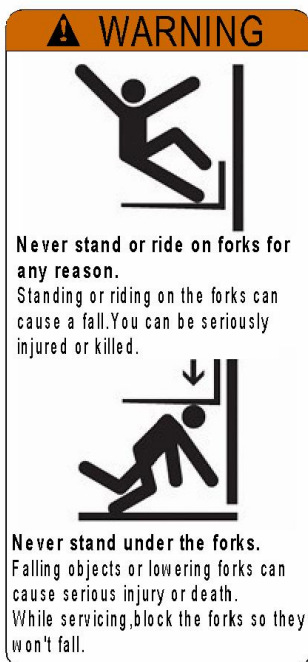 WARNING
Never stand or ride on forks for
any reason.
Standing or riding on the forks can
cause a fall.You can be seriously
injured or killed.
Never stand under the forks.
Falling objects or lowering forks can
cause serious injury or death.
While servicing,block the forks so they
won't fall.